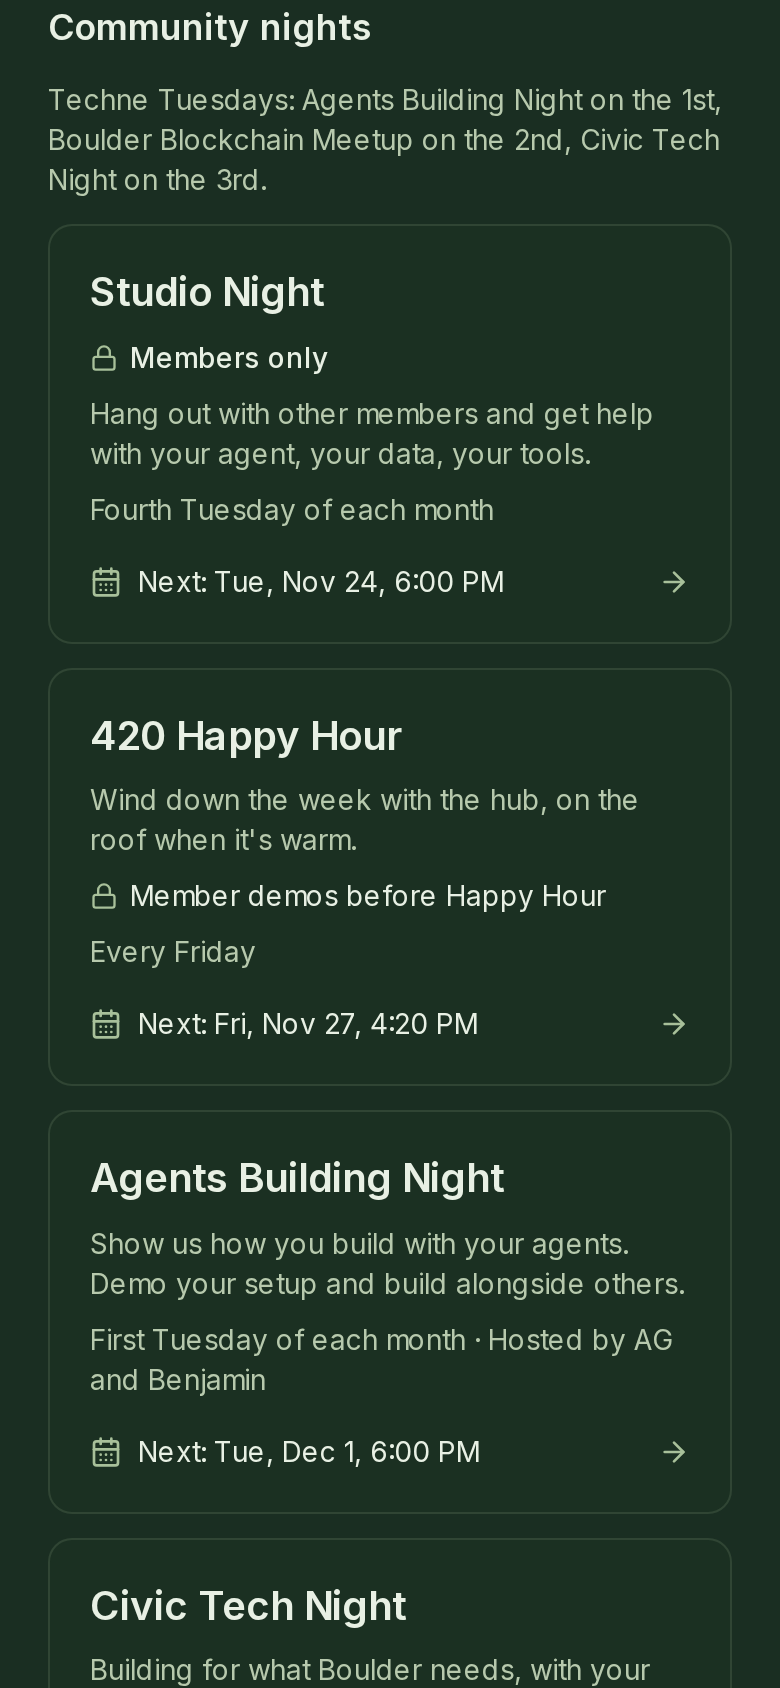 Community nights
Techne Tuesdays: Agents Building Night on the 1st,
Boulder Blockchain Meetup on the 2nd, Civic Tech
Night on the 3rd.
Studio Night
Members only
Hang out with other members and get help
with your agent, your data, your tools.
Fourth Tuesday of each month
Next: Tue, Nov 24, 6:00 PM
420 Happy Hour
Wind down the week with the hub, on the
roof when it's warm.
Member demos before Happy Hour
Every Friday
Next: Fri, Nov 27, 4:20 PM
Agents Building Night
Show us how you build with your agents.
Demo your setup and build alongside others.
First Tuesday of each month · Hosted by AG
and Benjamin
Next: Tue, Dec 1, 6:00 PM
Civic Tech Night
Building for what Boulder needs, with your